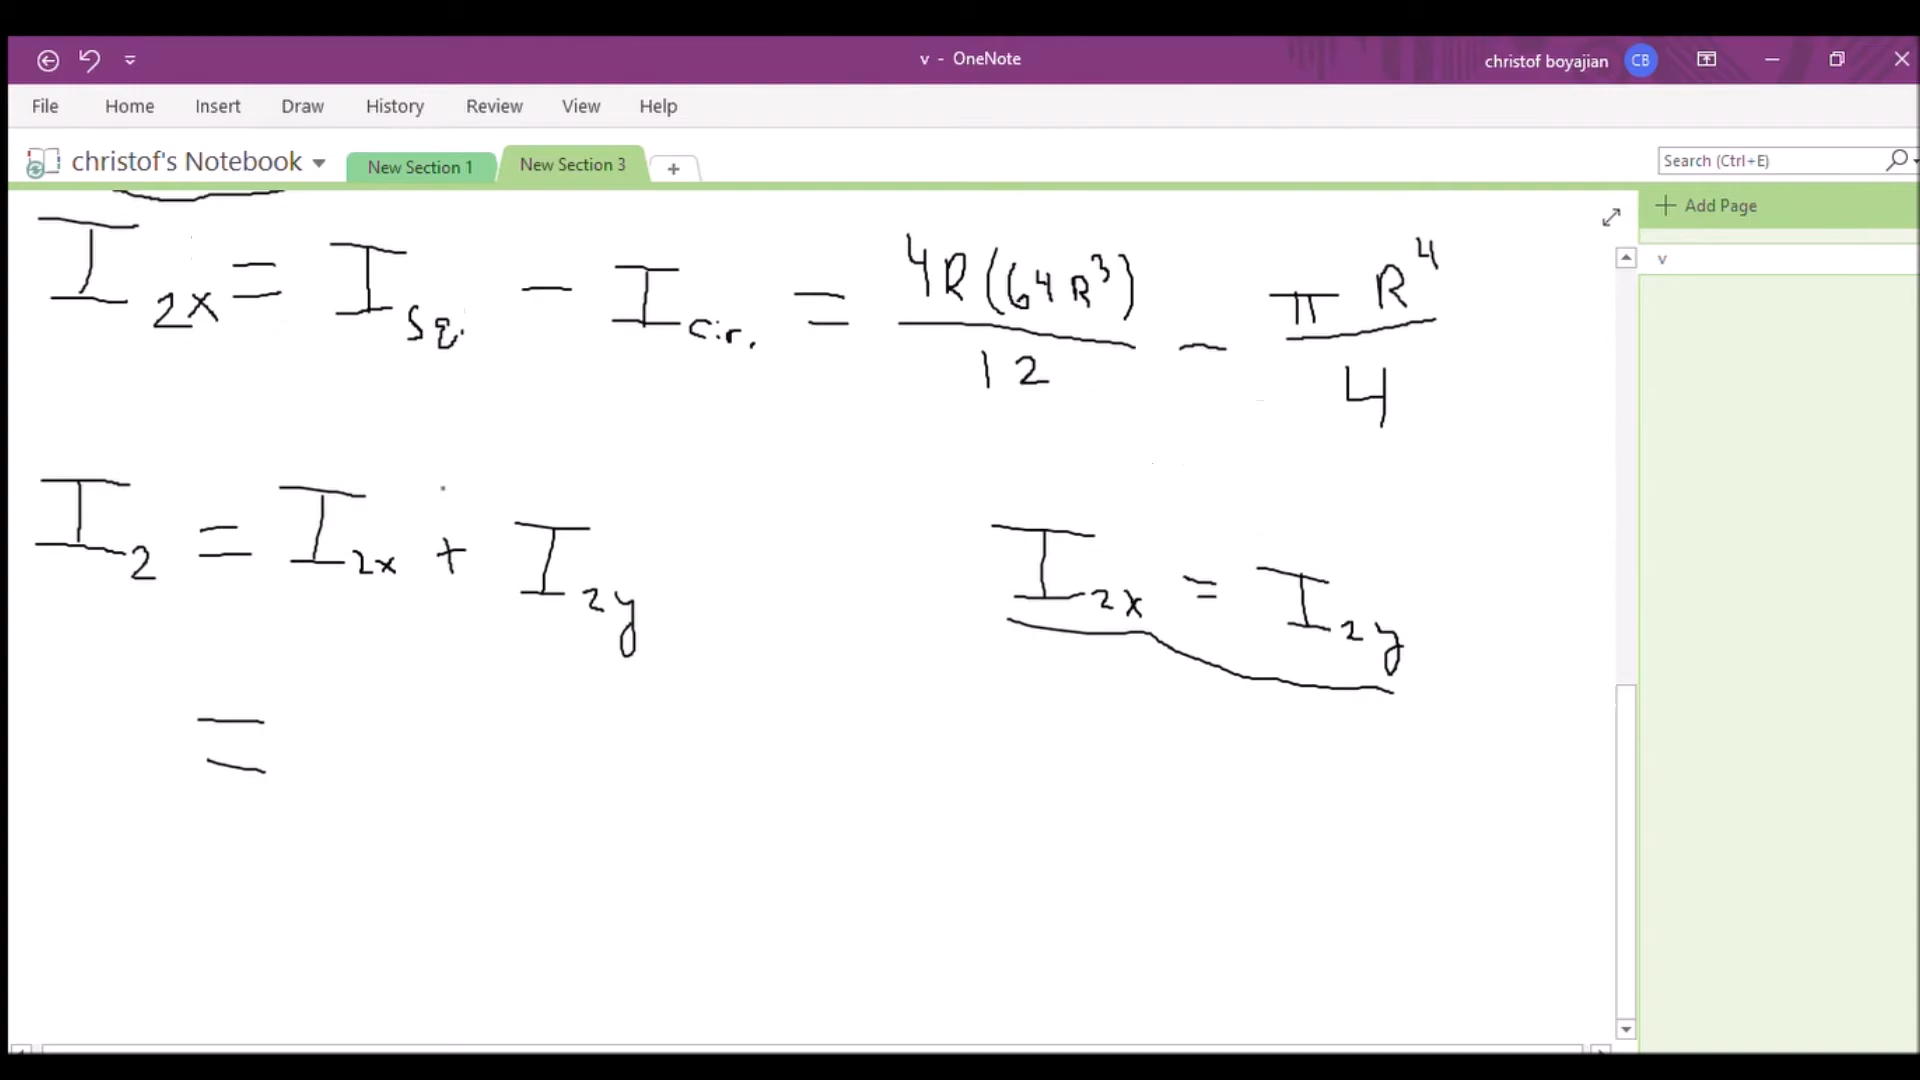 v - OneNote
christof boyajian CB
File Home Insert Draw History Review View Help
christof's Notebook New Section 1 New Section 3 +
Search (Ctrl+E)
Add Page
v
I2x = Isq. - Icir. = 4R(64R³)/12 - πR⁴/4
I2 = I2x + I2y
I2x = I2y
=